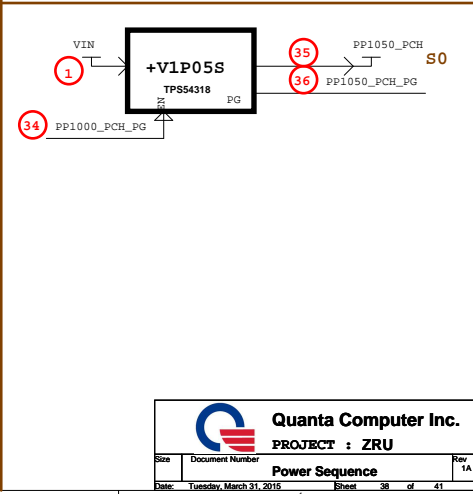 VIN
1
+V1P05S
TPS54318
EN
PG
35
PP1050_PCH
S0
36
PP1050_PCH_PG
34
PP1000_PCH_PG
Quanta Computer Inc.
PROJECT : ZRU
Size
Document Number
Rev
Power Sequence
1A
Date: Tuesday, March 31, 2015
Sheet 38 of 41